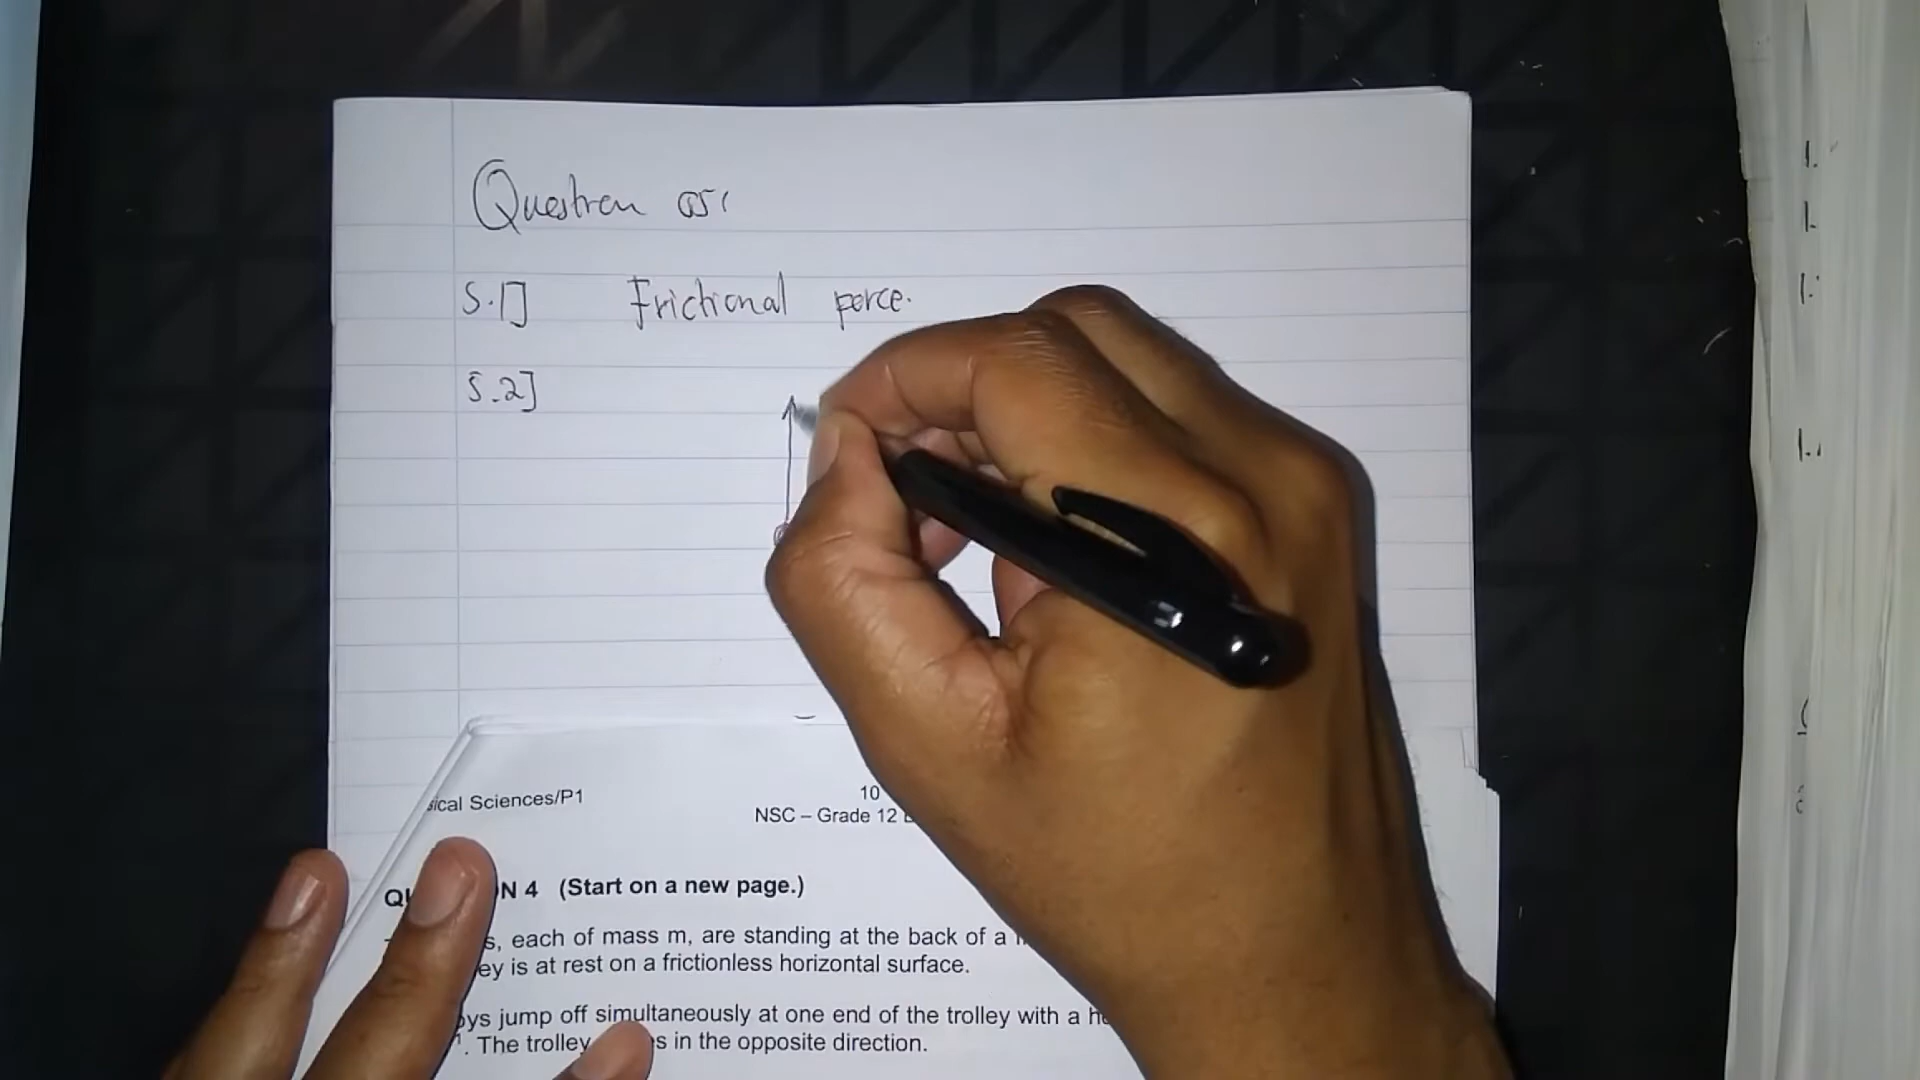 Question 05
5.1] Frictional force.
5.2]
sical Sciences/P1
10
NSC – Grade 12
N 4 (Start on a new page.)
s, each of mass m, are standing at the back of a
ey is at rest on a frictionless horizontal surface.
oys jump off simultaneously at one end of the trolley with a
. The trolley s in the opposite direction.